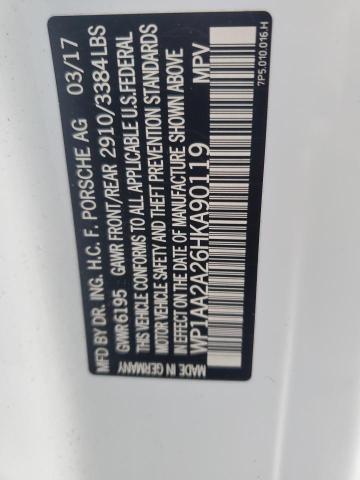 MFD BY DR. ING. H.C. F. PORSCHE AG 03/17
GVWR 6195 GAWR FRONT/REAR 2910/3384 LBS
THIS VEHICLE CONFORMS TO ALL APPLICABLE U.S. FEDERAL
MOTOR VEHICLE SAFETY AND THEFT PREVENTION STANDARDS
IN EFFECT ON THE DATE OF MANUFACTURE SHOWN ABOVE
WP1AA2A26HKA90119 MPV
MADE IN GERMANY
7P5.010.016.H